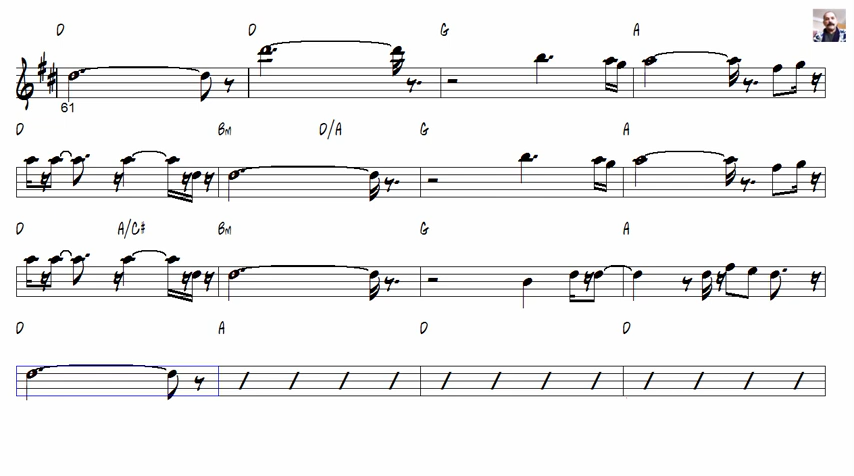 D D G A
61
D Bm D/A G A
D A/C# Bm G A
D A D D